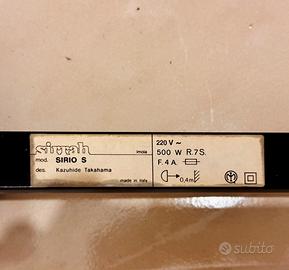 sirrah
imola
mod. SIRIO S
des. Kazuhide Takahama
made in italy
220 V ~
500 W R.7S.
F. 4 A.
0,4m
subito